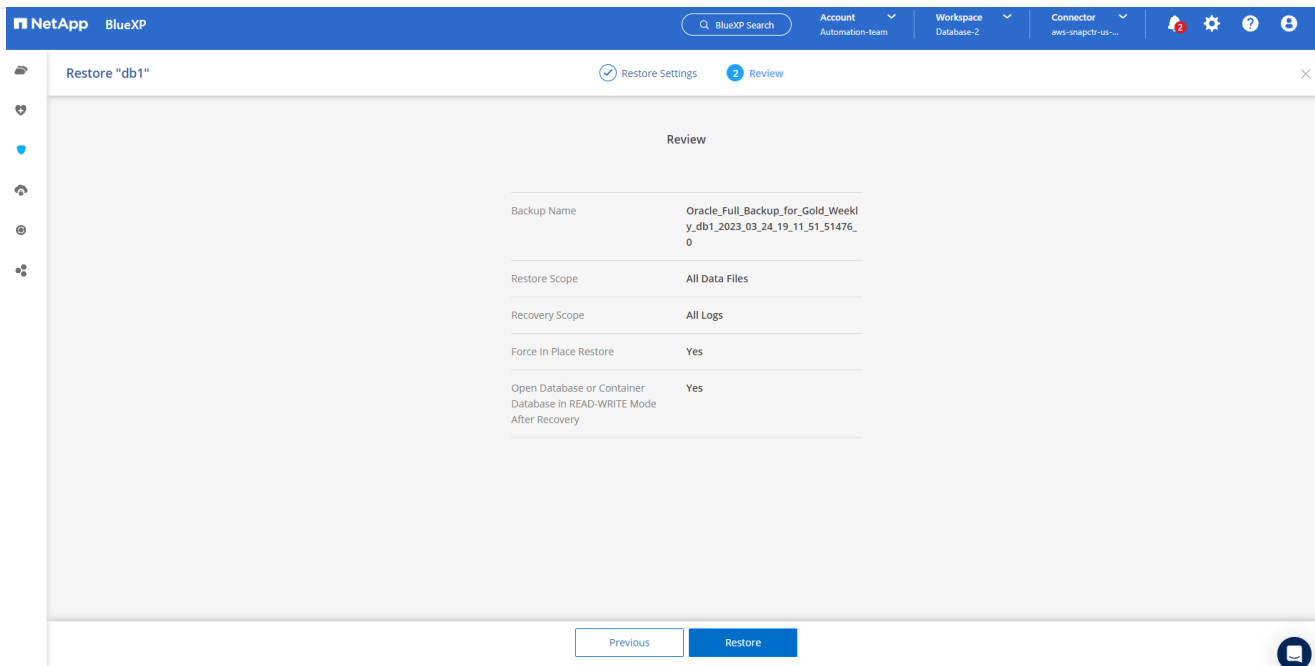 NetApp BlueXP
BlueXP Search
Account
Automation-team
Workspace
Database-2
Connector
aws-snapctr-us-...
2
Restore "db1"
Restore Settings
2 Review
Review
Backup Name
Oracle_Full_Backup_for_Gold_Weekl
y_db1_2023_03_24_19_11_51_51476_
0
Restore Scope
All Data Files
Recovery Scope
All Logs
Force In Place Restore
Yes
Open Database or Container
Database in READ-WRITE Mode
After Recovery
Yes
Previous
Restore